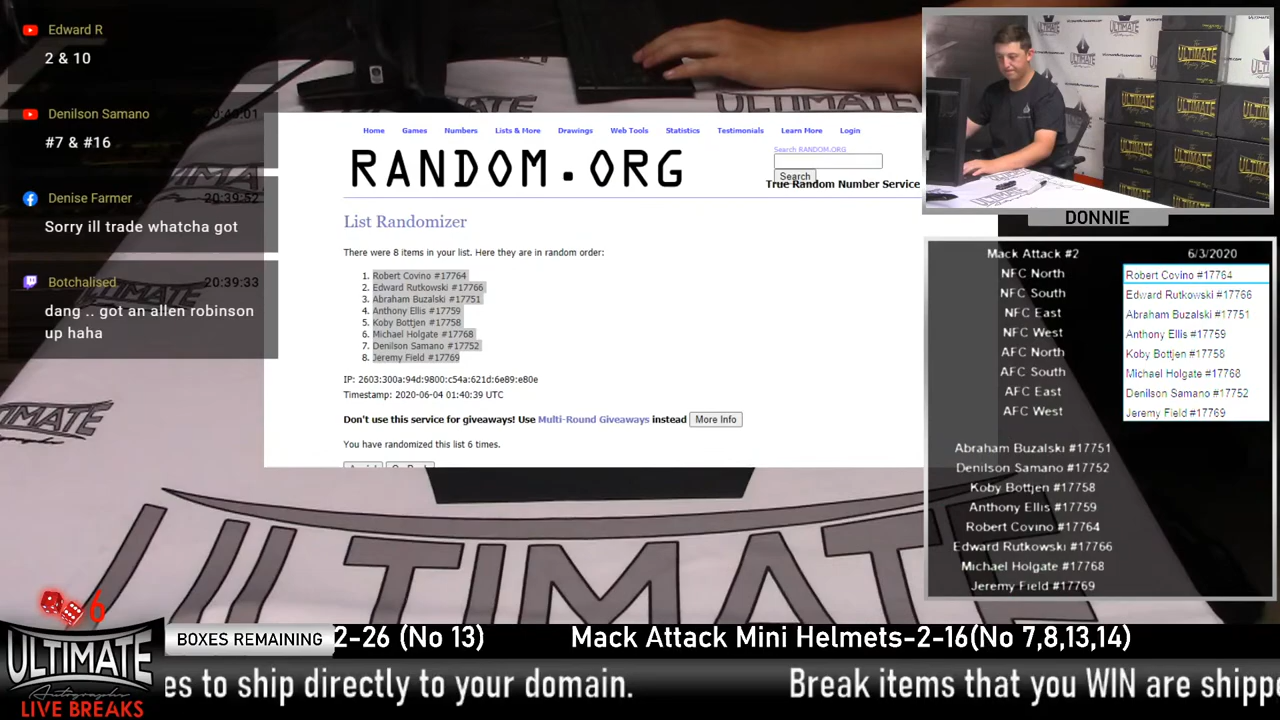 Edward R
2 & 10
Denilson Samano
#7 & #16
Denise Farmer 20:39:52
Sorry ill trade whatcha got
Botchalised 20:39:33
dang .. got an allen robinson
up haha
Home Games Numbers Lists & More Drawings Web Tools Statistics Testimonials Learn More Login
RANDOM.ORG
Search RANDOM.ORG
Search
True Random Number Service
List Randomizer
There were 8 items in your list. Here they are in random order:
1. Robert Covino #17764
2. Edward Rutkowski #17766
3. Abraham Buzalski #17751
4. Anthony Ellis #17759
5. Koby Bottjen #17758
6. Michael Holgate #17768
7. Denilson Samano #17752
8. Jeremy Field #17769
IP: 2603:300a:94d:9800:c54a:621d:6e89:e80e
Timestamp: 2020-06-04 01:40:39 UTC
Don't use this service for giveaways! Use Multi-Round Giveaways instead More Info
You have randomized this list 6 times.
DONNIE
Mack Attack #2 6/3/2020
NFC North Robert Covino #17764
NFC South Edward Rutkowski #17766
NFC East Abraham Buzalski #17751
NFC West Anthony Ellis #17759
AFC North Koby Bottjen #17758
AFC South Michael Holgate #17768
AFC East Denilson Samano #17752
AFC West Jeremy Field #17769
Abraham Buzalski #17751
Denilson Samano #17752
Koby Bottjen #17758
Anthony Ellis #17759
Robert Covino #17764
Edward Rutkowski #17766
Michael Holgate #17768
Jeremy Field #17769
ULTIMATE
6
ULTIMATE
Autographs
LIVE BREAKS
BOXES REMAINING 2-26 (No 13) Mack Attack Mini Helmets-2-16(No 7,8,13,14)
es to ship directly to your domain. Break items that you WIN are shipp